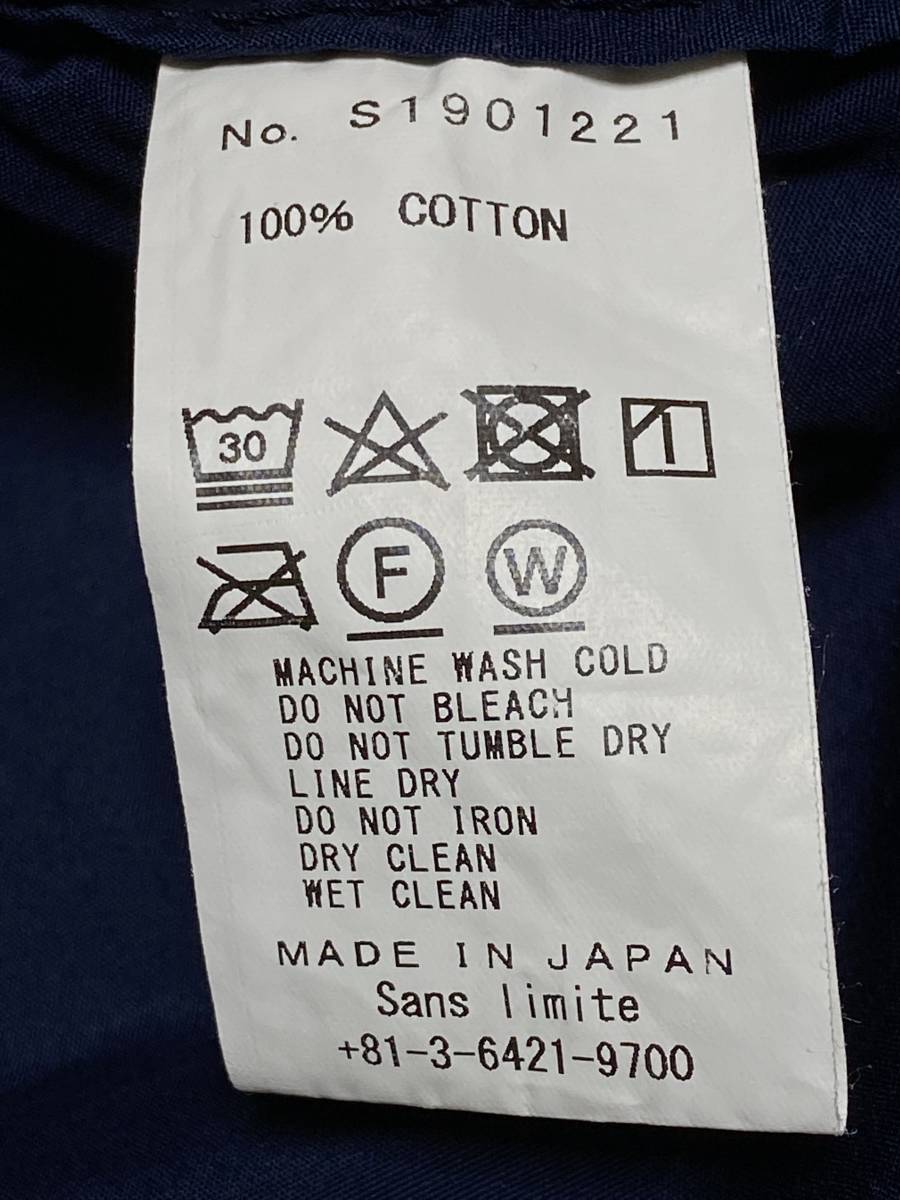 No. S1901221
100% COTTON
30
F W
MACHINE WASH COLD
DO NOT BLEACH
DO NOT TUMBLE DRY
LINE DRY
DO NOT IRON
DRY CLEAN
WET CLEAN
MADE IN JAPAN
Sans limite
+81-3-6421-9700